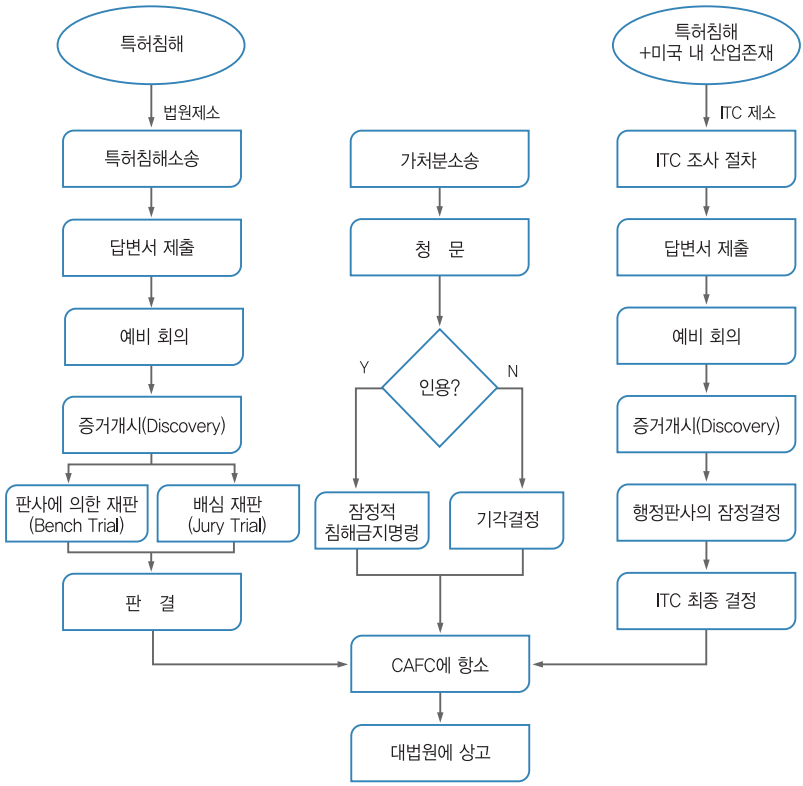 특허침해
법원제소
특허침해소송
답변서 제출
예비 회의
증거개시(Discovery)
판사에 의한 재판
(Bench Trial)
배심 재판
(Jury Trial)
판 결
가처분소송
청 문
인용?
Y
N
잠정적
침해금지명령
기각결정
특허침해
+미국 내 산업존재
ITC 제소
ITC 조사 절차
답변서 제출
예비 회의
증거개시(Discovery)
행정판사의 잠정결정
ITC 최종 결정
CAFC에 항소
대법원에 상고